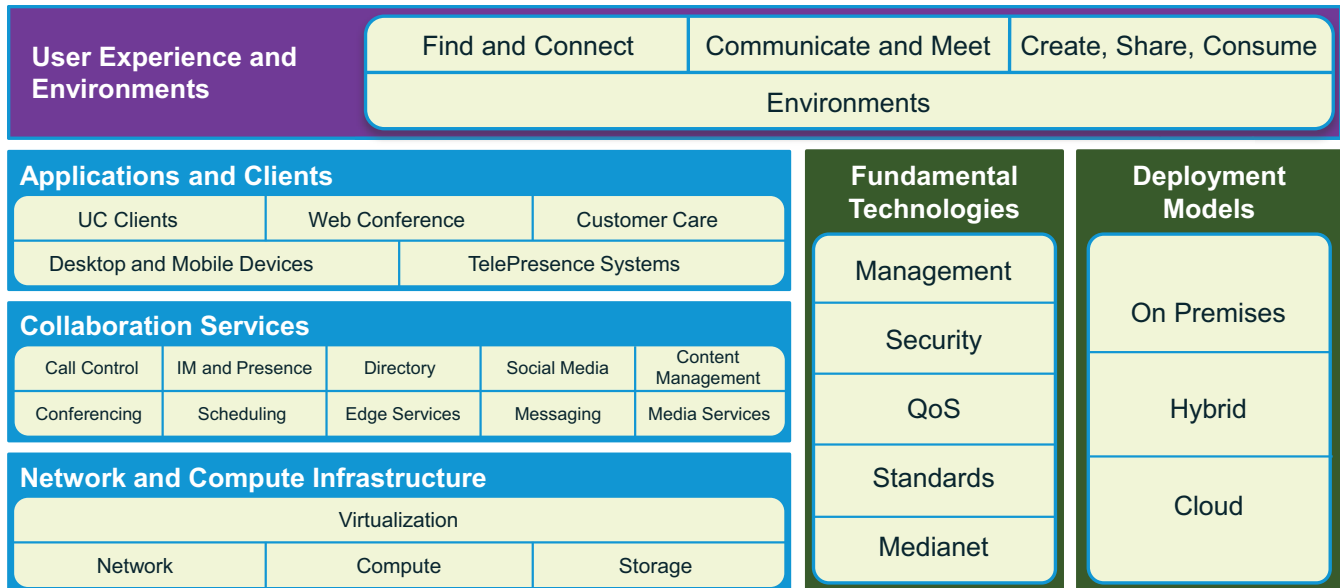 User Experience and
Environments
Find and Connect
Communicate and Meet
Create, Share, Consume
Environments
Applications and Clients
UC Clients
Web Conference
Customer Care
Desktop and Mobile Devices
TelePresence Systems
Collaboration Services
Call Control
IM and Presence
Directory
Social Media
Content
Management
Conferencing
Scheduling
Edge Services
Messaging
Media Services
Network and Compute Infrastructure
Virtualization
Network
Compute
Storage
Fundamental
Technologies
Management
Security
QoS
Standards
Medianet
Deployment
Models
On Premises
Hybrid
Cloud